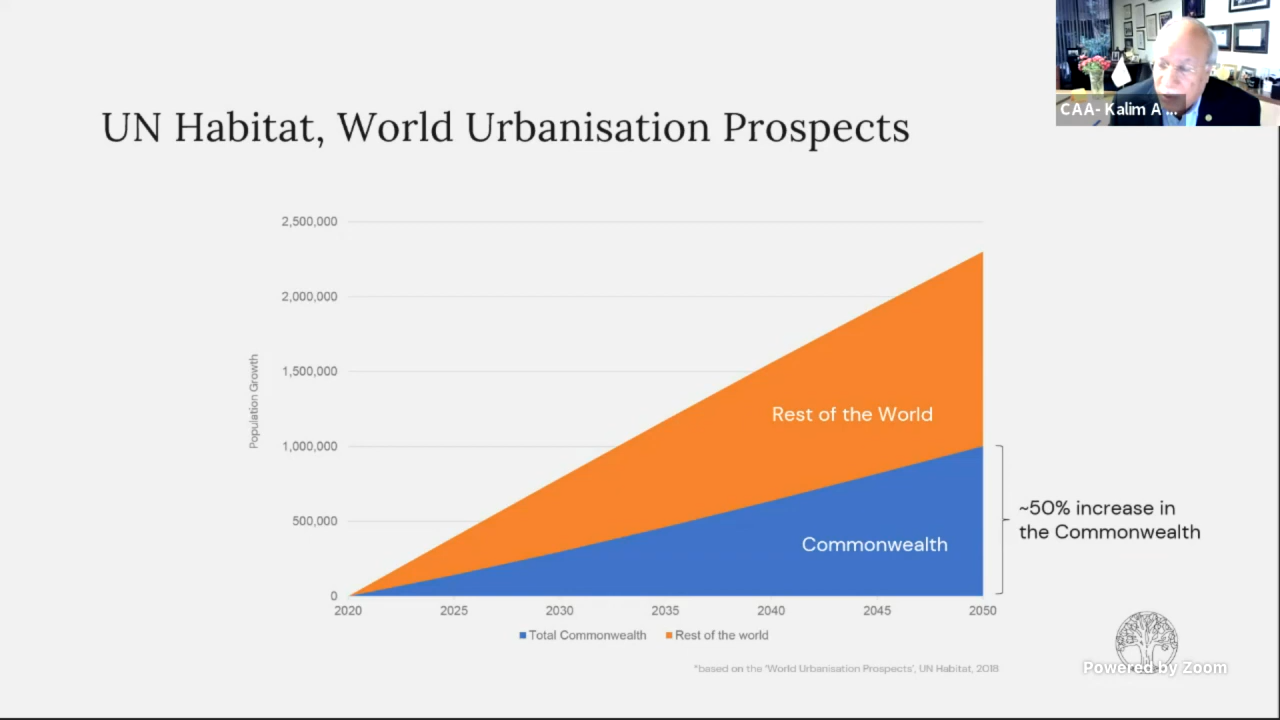 CAA- Kalim A ...
UN Habitat, World Urbanisation Prospects
2,500,000
2,000,000
1,500,000
1,000,000
500,000
0
Population Growth
Rest of the World
Commonwealth
~50% increase in
the Commonwealth
2020 2025 2030 2035 2040 2045 2050
Total Commonwealth Rest of the world
*based on the 'World Urbanisation Prospects', UN Habitat, 2018
Powered by Zoom